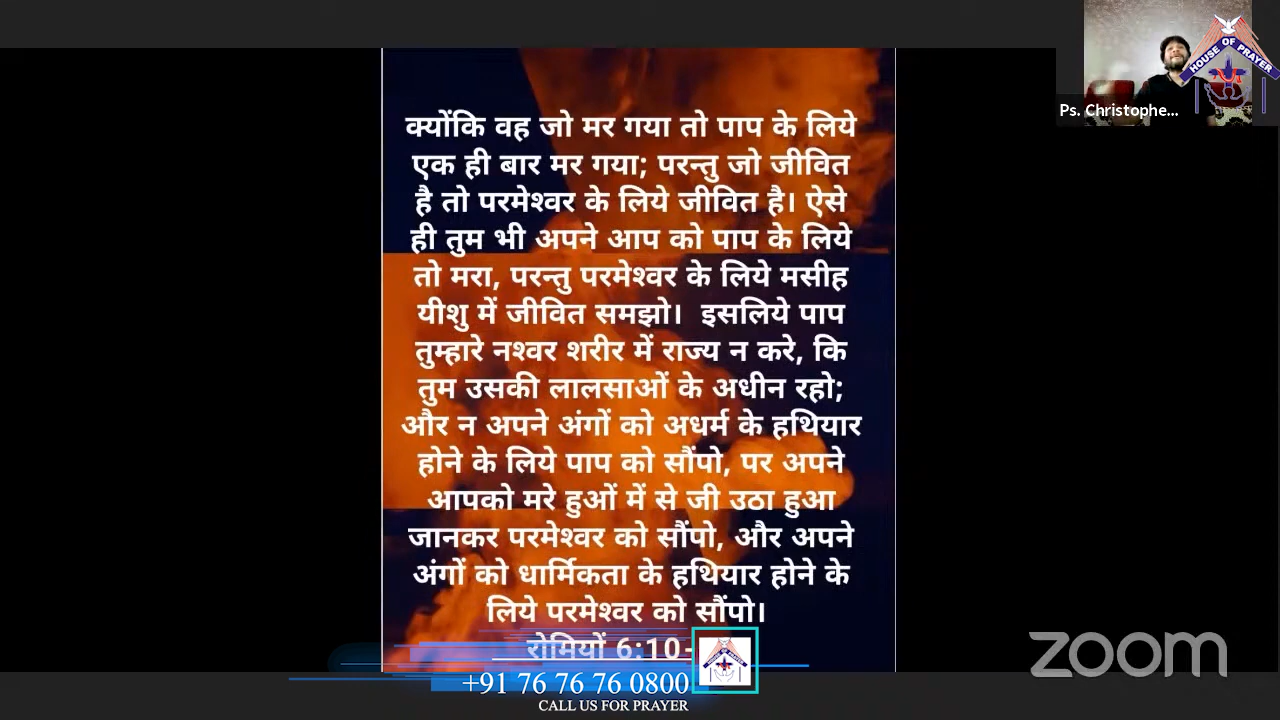 HOUSE OF PRAYER
Ps. Christophe...
क्योंकि वह जो मर गया तो पाप के लिये
एक ही बार मर गया; परन्तु जो जीवित
है तो परमेश्वर के लिये जीवित है। ऐसे
ही तुम भी अपने आप को पाप के लिये
तो मरा, परन्तु परमेश्वर के लिये मसीह
यीशु में जीवित समझो। इसलिये पाप
तुम्हारे नश्वर शरीर में राज्य न करे, कि
तुम उसकी लालसाओं के अधीन रहो;
और न अपने अंगों को अधर्म के हथियार
होने के लिये पाप को सौंपो, पर अपने
आपको मरे हुओं में से जी उठा हुआ
जानकर परमेश्वर को सौंपो, और अपने
अंगों को धार्मिकता के हथियार होने के
लिये परमेश्वर को सौंपो।
रोमियों 6:10-
HOUSE OF PRAYER
+91 76 76 76 0800
CALL US FOR PRAYER
zoom